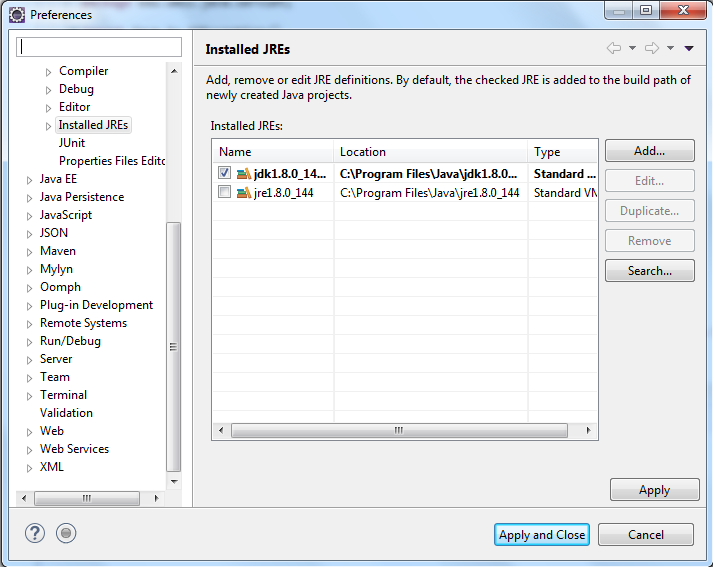 Preferences
Installed JREs
Add, remove or edit JRE definitions. By default, the checked JRE is added to the build path of
newly created Java projects.
Installed JREs:
Name Location Type
jdk1.8.0_14... C:\Program Files\Java\jdk1.8.0... Standard ...
jre1.8.0_144 C:\Program Files\Java\jre1.8.0_144 Standard VM
Add...
Edit...
Duplicate...
Remove
Search...
Compiler
Debug
Editor
Installed JREs
JUnit
Properties Files Edito
Java EE
Java Persistence
JavaScript
JSON
Maven
Mylyn
Oomph
Plug-in Development
Remote Systems
Run/Debug
Server
Team
Terminal
Validation
Web
Web Services
XML
Apply
?
Apply and Close
Cancel